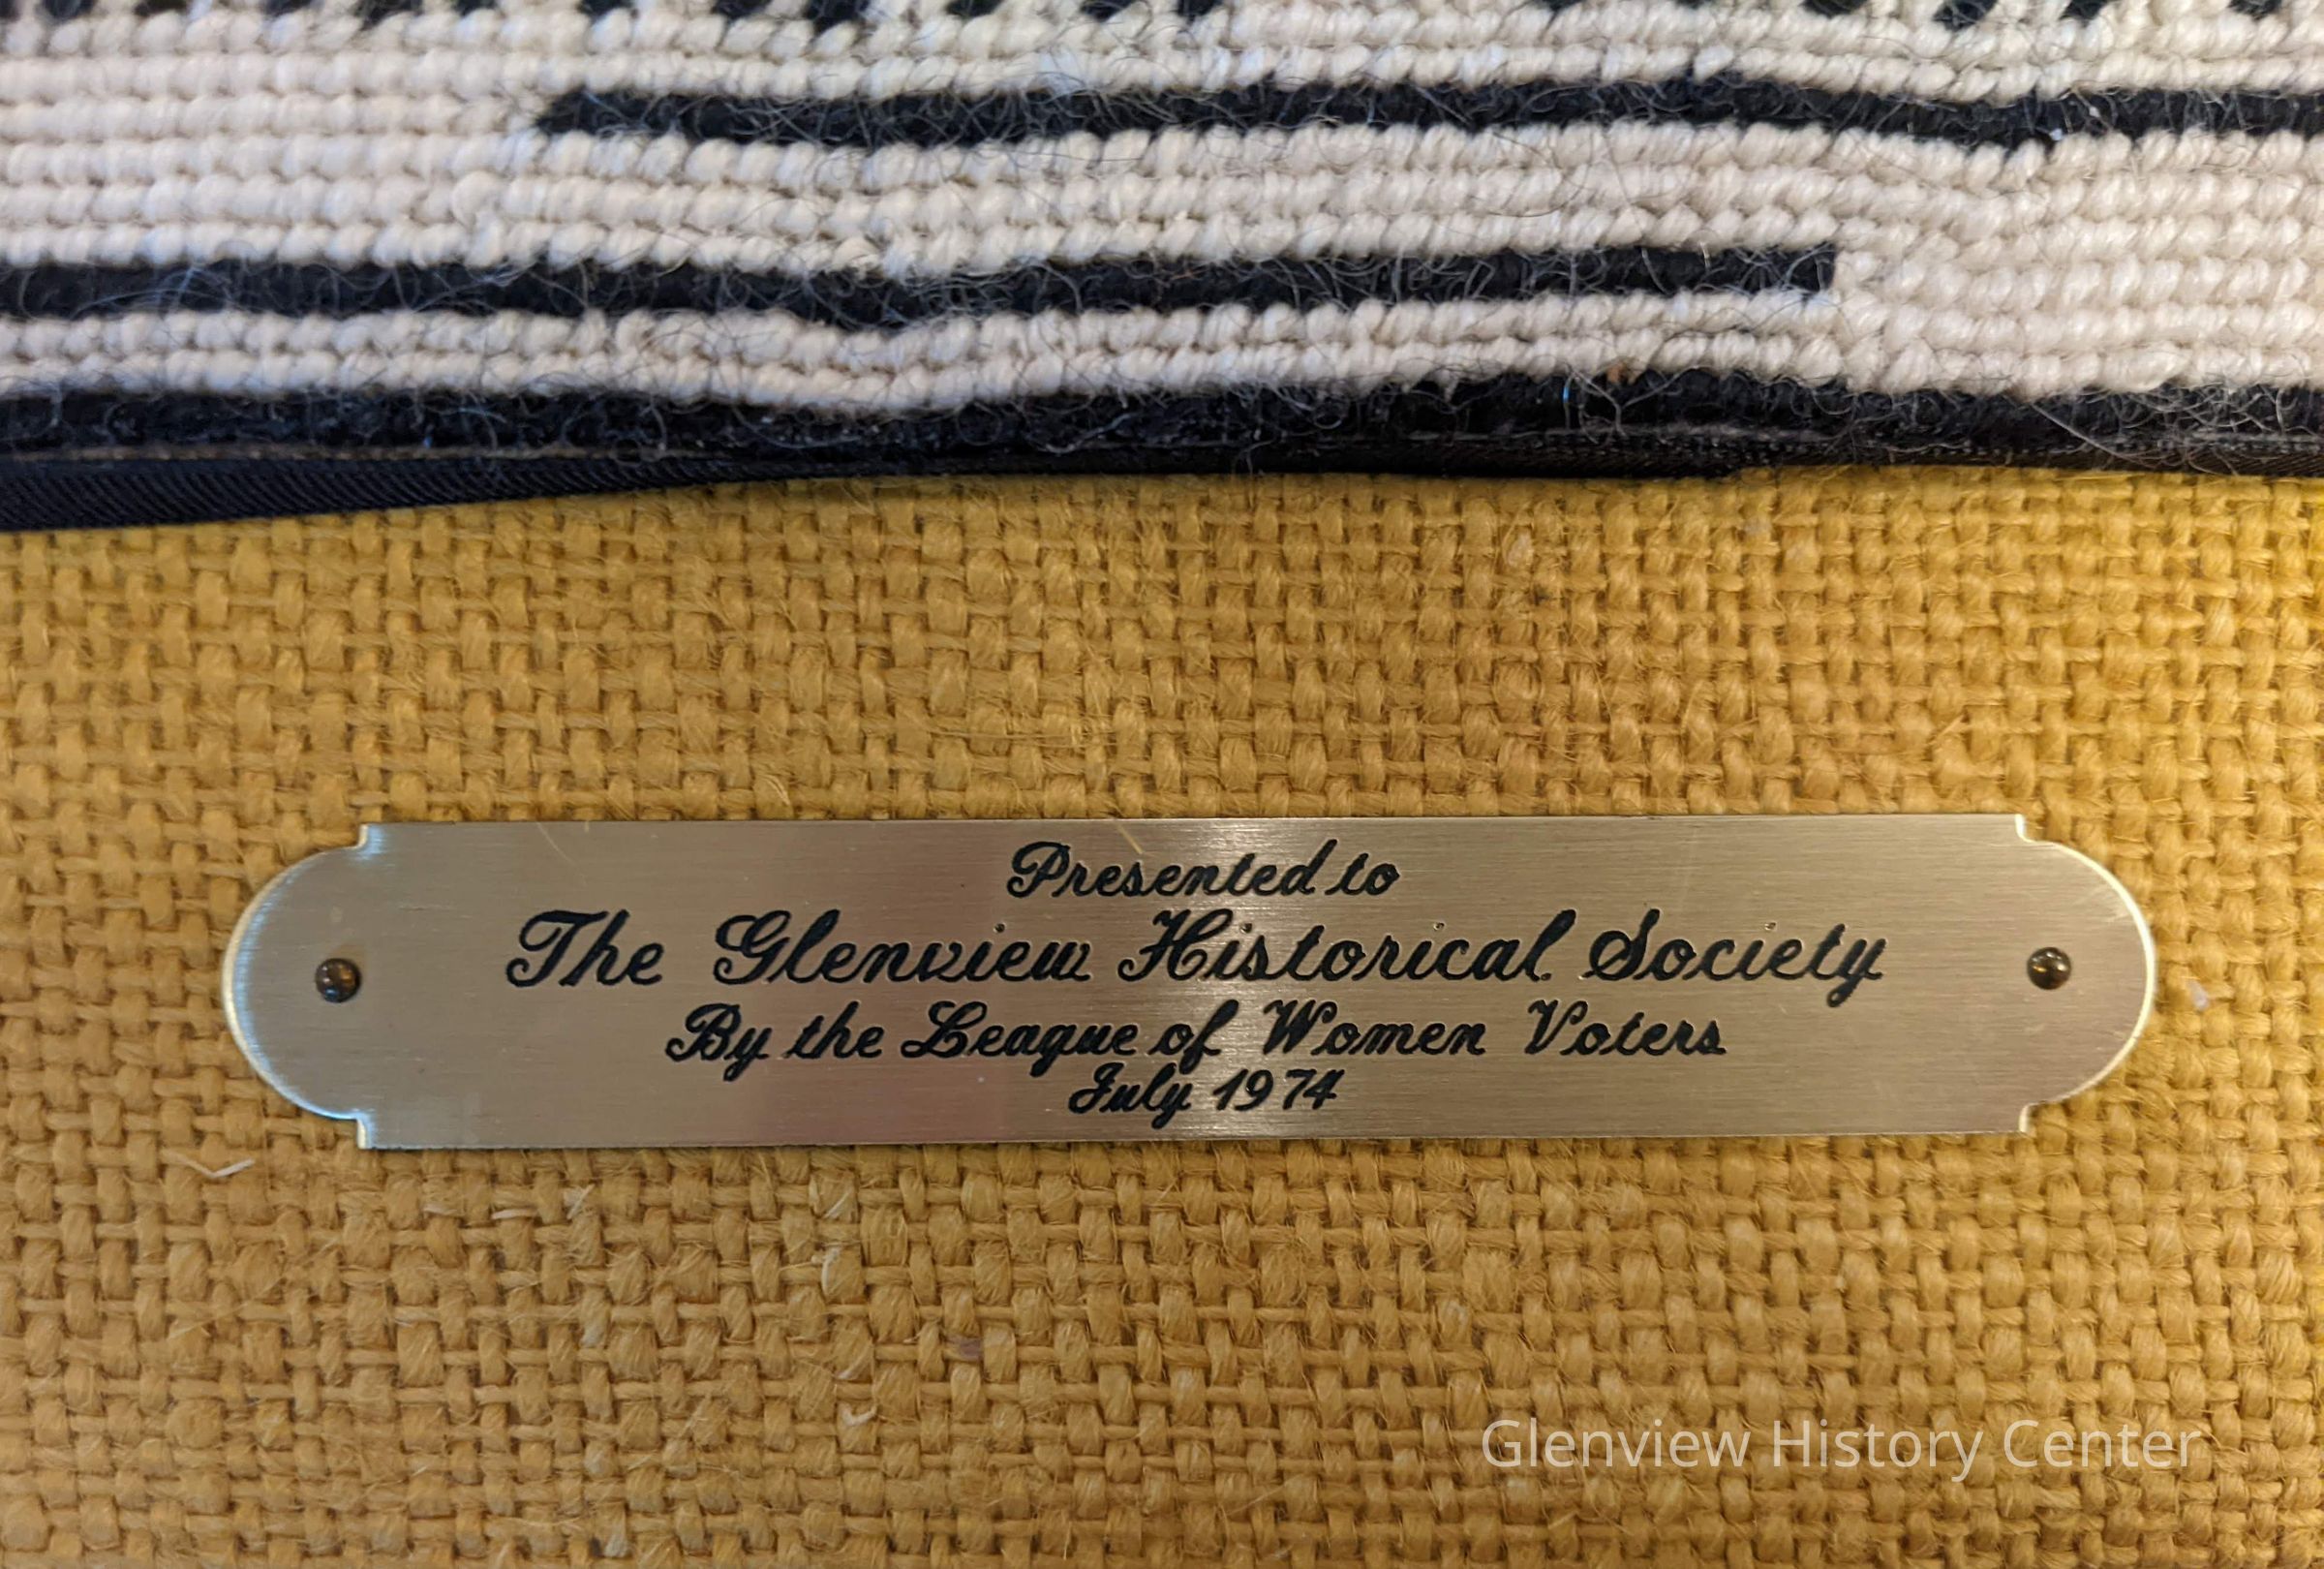 Presented to
The Glenview Historical Society
By the League of Women Voters
July 1974
Glenview History Center